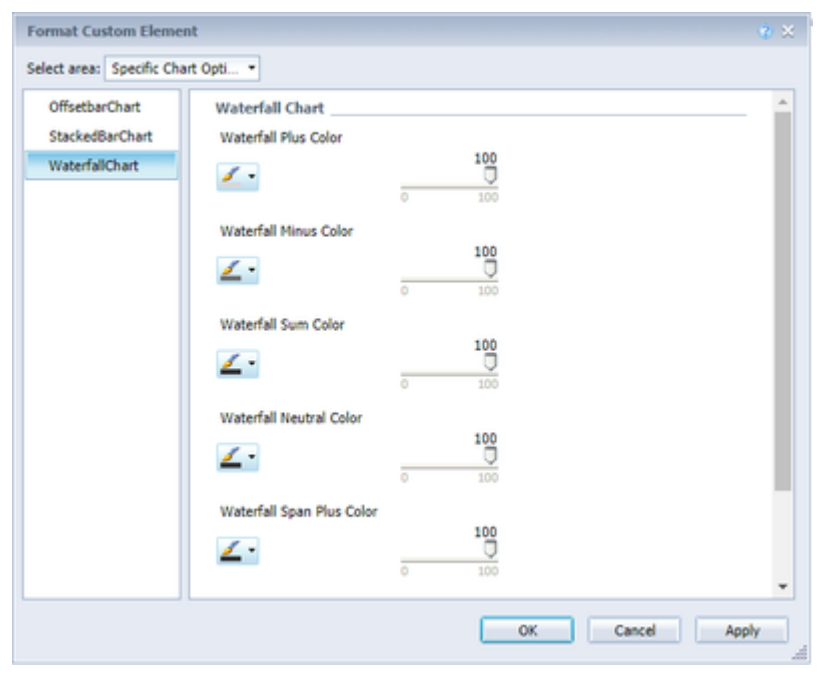 Format Custom Element
Select area: Specific Chart Opti...
OffsetbarChart
StackedBarChart
WaterfallChart
Waterfall Chart
Waterfall Plus Color
100
0 100
Waterfall Minus Color
100
0 100
Waterfall Sum Color
100
0 100
Waterfall Neutral Color
100
0 100
Waterfall Span Plus Color
100
0 100
OK Cancel Apply